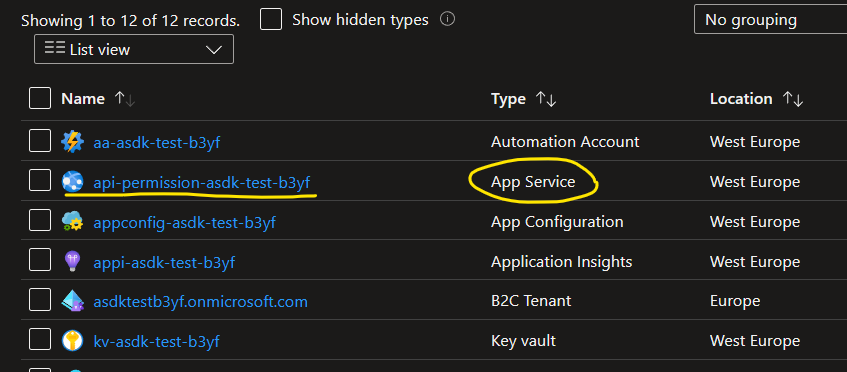 Showing 1 to 12 of 12 records.
Show hidden types
No grouping
List view
Name Type Location
aa-asdk-test-b3yf Automation Account West Europe
api-permission-asdk-test-b3yf App Service West Europe
appconfig-asdk-test-b3yf App Configuration West Europe
appi-asdk-test-b3yf Application Insights West Europe
asdktestb3yf.onmicrosoft.com B2C Tenant Europe
kv-asdk-test-b3yf Key vault West Europe